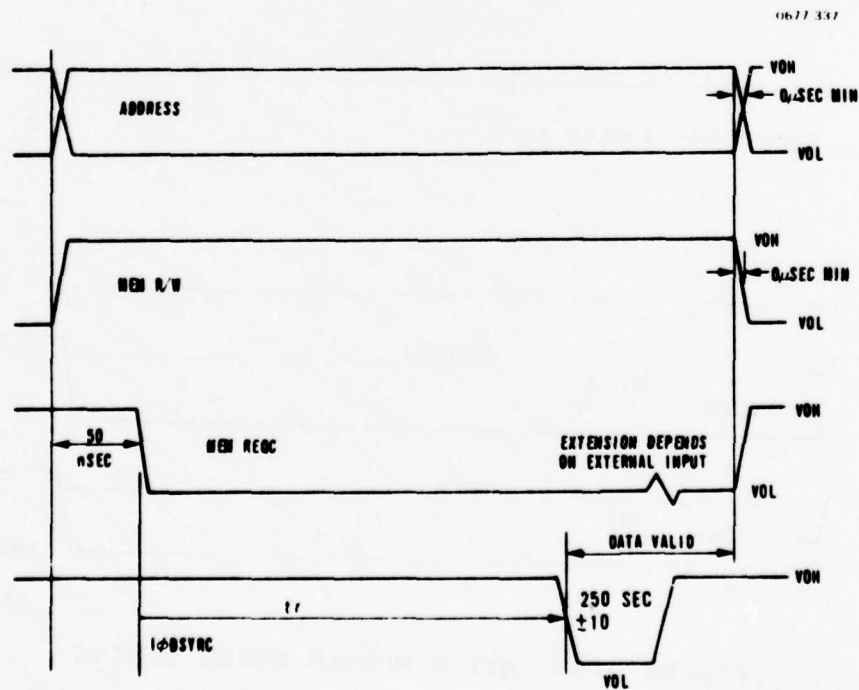 0677 337
VOH
0µSEC MIN
ADDRESS
VOL
VOH
MEM R/W
0µSEC MIN
VOL
VOH
50
nSEC
MEM REQC
EXTENSION DEPENDS
ON EXTERNAL INPUT
VOL
DATA VALID
VOH
tr
250 SEC
±10
IϕDSYRC
VOL